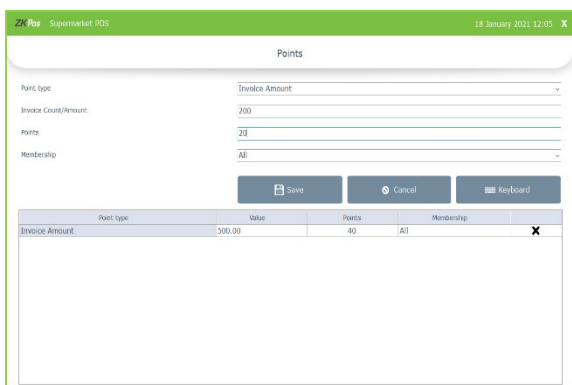 ZKPos Supermarket POS 18 January 2021 12:05 X
Points
Point type Invoice Amount
Invoice Count/Amount 200
Points 20
Membership All
Save Cancel Keyboard
Point type Value Points Membership
Invoice Amount 500.00 40 All X